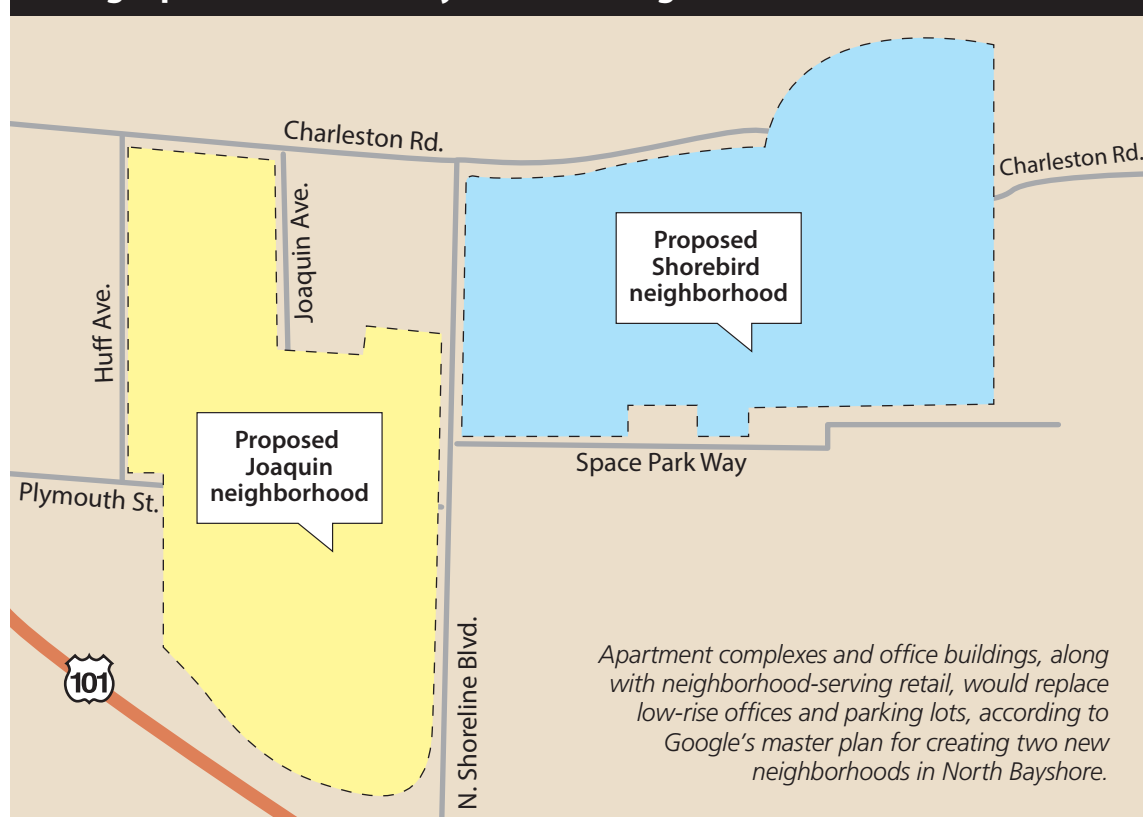 Charleston Rd.
Charleston Rd.
Joaquin Ave.
Huff Ave.
Proposed
Shorebird
neighborhood
Proposed
Joaquin
neighborhood
Space Park Way
Plymouth St.
N. Shoreline Blvd.
101
Apartment complexes and office buildings, along
with neighborhood-serving retail, would replace
low-rise offices and parking lots, according to
Google’s master plan for creating two new
neighborhoods in North Bayshore.